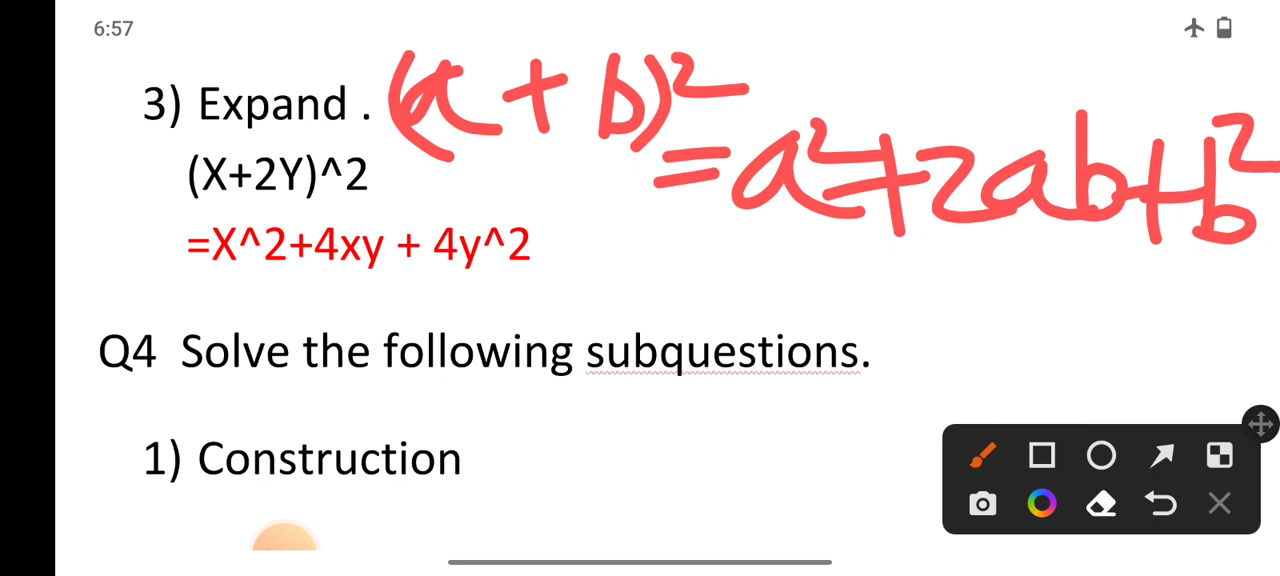 6:57
3) Expand . (a + b)²
= a²+2ab+b²
(X+2Y)^2
=X^2+4xy + 4y^2
Q4 Solve the following subquestions.
1) Construction